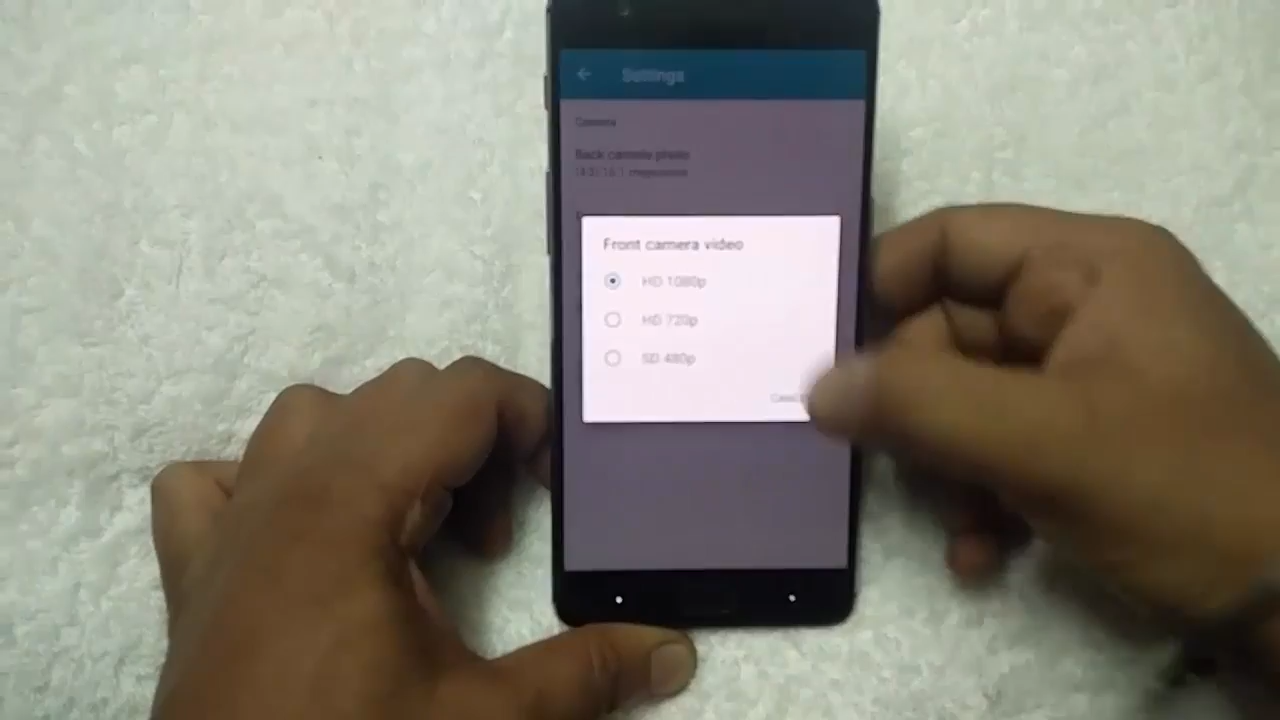 Settings
Camera
Back camera photo
Front camera video
HD 1080p
HD 720p
SD 480p